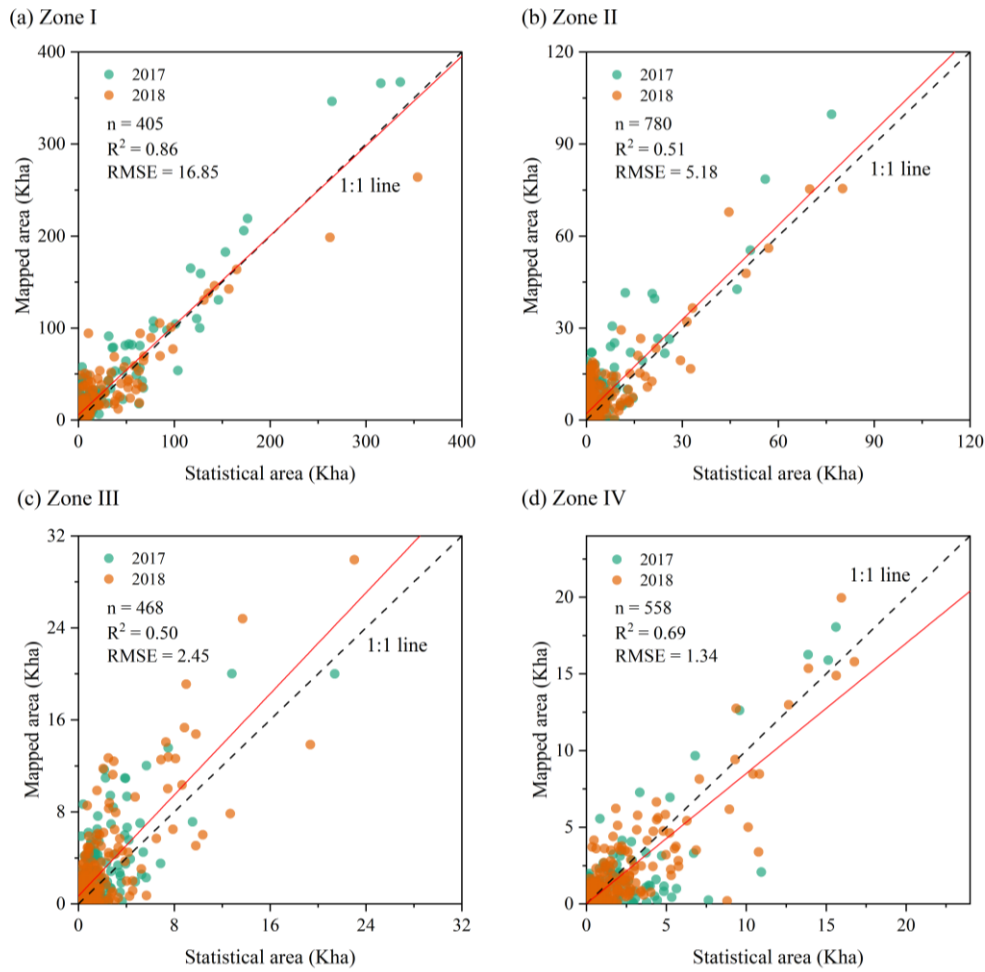 (a) Zone I
400
300
200
100
0
0
100
200
300
400
Mapped area (Kha)
Statistical area (Kha)
2017
2018
n = 405
R² = 0.86
RMSE = 16.85
1:1 line
(b) Zone II
120
90
60
30
0
0
30
60
90
120
Mapped area (Kha)
Statistical area (Kha)
2017
2018
n = 780
R² = 0.51
RMSE = 5.18
1:1 line
(c) Zone III
32
24
16
8
0
0
8
16
24
32
Mapped area (Kha)
Statistical area (Kha)
2017
2018
n = 468
R² = 0.50
RMSE = 2.45
1:1 line
(d) Zone IV
20
15
10
5
0
0
5
10
15
20
Mapped area (Kha)
Statistical area (Kha)
2017
2018
n = 558
R² = 0.69
RMSE = 1.34
1:1 line